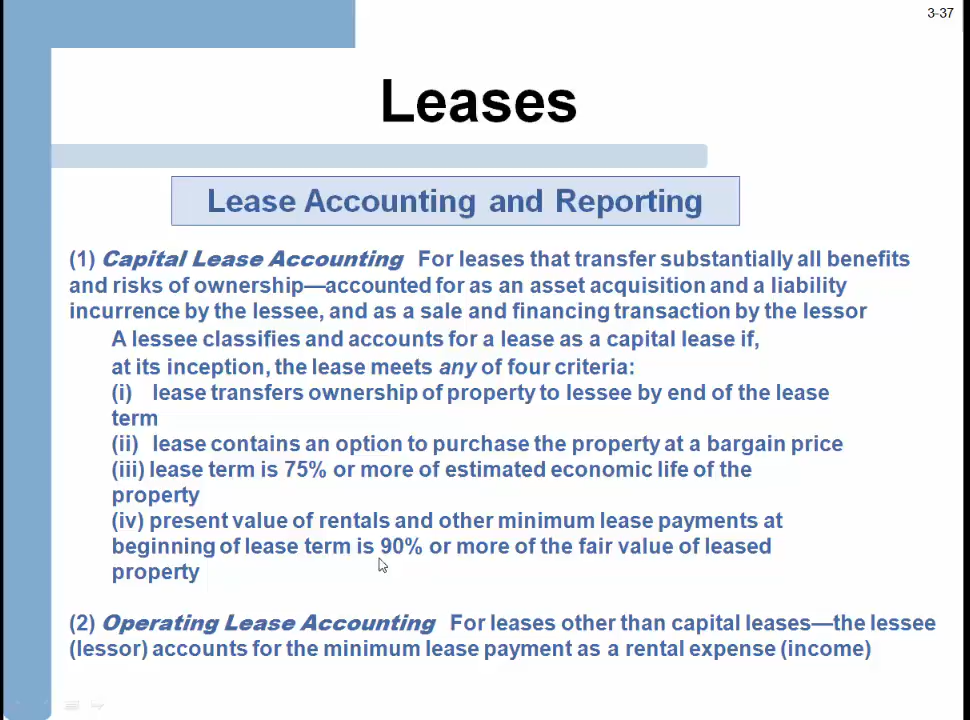 3-37
Leases
Lease Accounting and Reporting
(1) Capital Lease Accounting For leases that transfer substantially all benefits
and risks of ownership—accounted for as an asset acquisition and a liability
incurrence by the lessee, and as a sale and financing transaction by the lessor
A lessee classifies and accounts for a lease as a capital lease if,
at its inception, the lease meets any of four criteria:
(i) lease transfers ownership of property to lessee by end of the lease
term
(ii) lease contains an option to purchase the property at a bargain price
(iii) lease term is 75% or more of estimated economic life of the
property
(iv) present value of rentals and other minimum lease payments at
beginning of lease term is 90% or more of the fair value of leased
property
(2) Operating Lease Accounting For leases other than capital leases—the lessee
(lessor) accounts for the minimum lease payment as a rental expense (income)